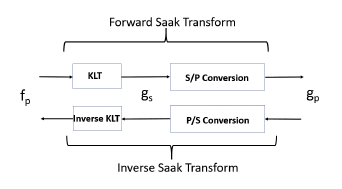 Forward Saak Transform
KLT
S/P Conversion
f_p
g_s
g_p
Inverse KLT
P/S Conversion
Inverse Saak Transform